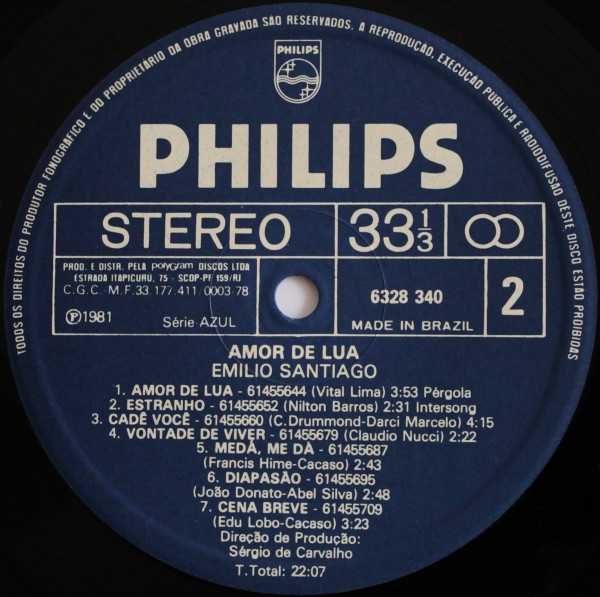 TODOS OS DIREITOS DO PRODUTOR FONOGRÁFICO E DO PROPRIETÁRIO DA OBRA GRAVADA SÃO RESERVADOS. A REPRODUÇÃO, EXECUÇÃO PÚBLICA E RADIODIFUSÃO DÊSTE DISCO ESTÃO PROIBIDAS
PHILIPS
PHILIPS
STEREO
33 1/3
PROD. E DISTR. PELA polyGram DISCOS LTDA
ESTRADA ITAPICURU, 75 - SCDP-PF 159/RJ
C.G.C.-M.F.33.177.411/0003-78
Ⓟ1981
Série AZUL
6328 340
MADE IN BRAZIL
2
AMOR DE LUA
EMILIO SANTIAGO
1. AMOR DE LUA - 61455644 (Vital Lima) 3:53 Pérgola
2. ESTRANHO - 61455652 (Nilton Barros) 2:31 Intersong
3. CADÊ VOCÊ - 61455660 (C.Drummond-Darci Marcelo) 4:15
4. VONTADE DE VIVER - 61455679 (Claudio Nucci) 2:22
5. MEDÁ, ME DÁ - 61455687
(Francis Hime-Cacaso) 2:43
6. DIAPASÃO - 61455695
(João Donato-Abel Silva) 2:48
7. CENA BREVE - 61455709
(Edu Lobo-Cacaso) 3:23
Direção de Produção:
Sérgio de Carvalho
T.Total: 22:07